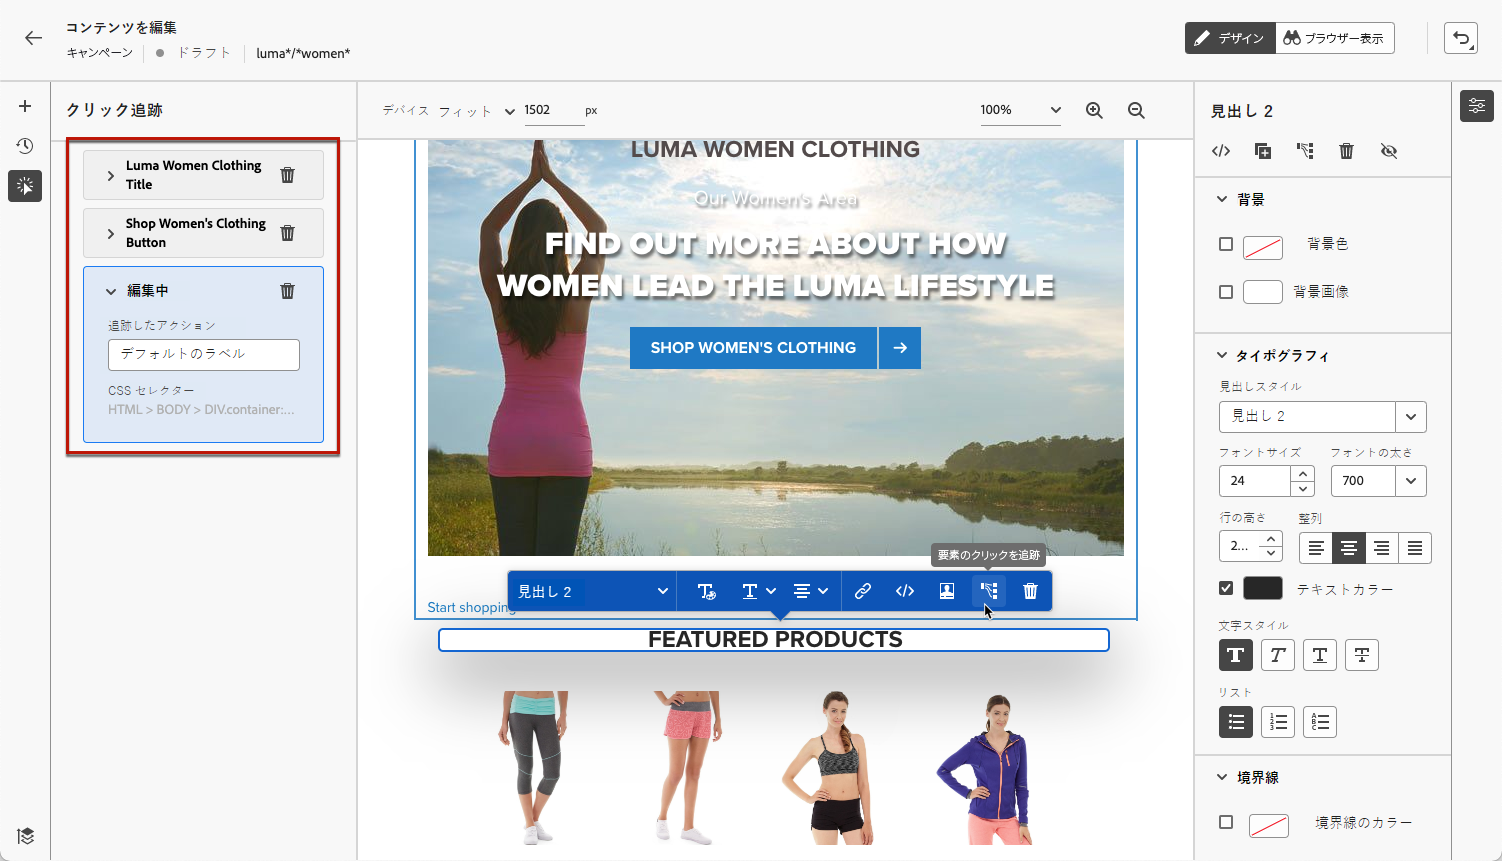 コンテンツを編集
キャンペーン ドラフト luma*/*women*
デザイン ブラウザー表示
クリック追跡
Luma Women Clothing
Title
Shop Women's Clothing
Button
編集中
追跡したアクション
デフォルトのラベル
CSS セレクター
HTML > BODY > DIV.container:...
デバイス フィット 1502 px 100%
LUMA WOMEN CLOTHING
Our Women's Area
FIND OUT MORE ABOUT HOW
WOMEN LEAD THE LUMA LIFESTYLE
SHOP WOMEN'S CLOTHING
要素のクリックを追跡
見出し 2
Start shopping
FEATURED PRODUCTS
見出し 2
背景
背景色
背景画像
タイポグラフィ
見出しスタイル
見出し 2
フォントサイズ フォントの太さ
24 700
行の高さ 整列
2...
テキストカラー
文字スタイル
リスト
境界線
境界線のカラー